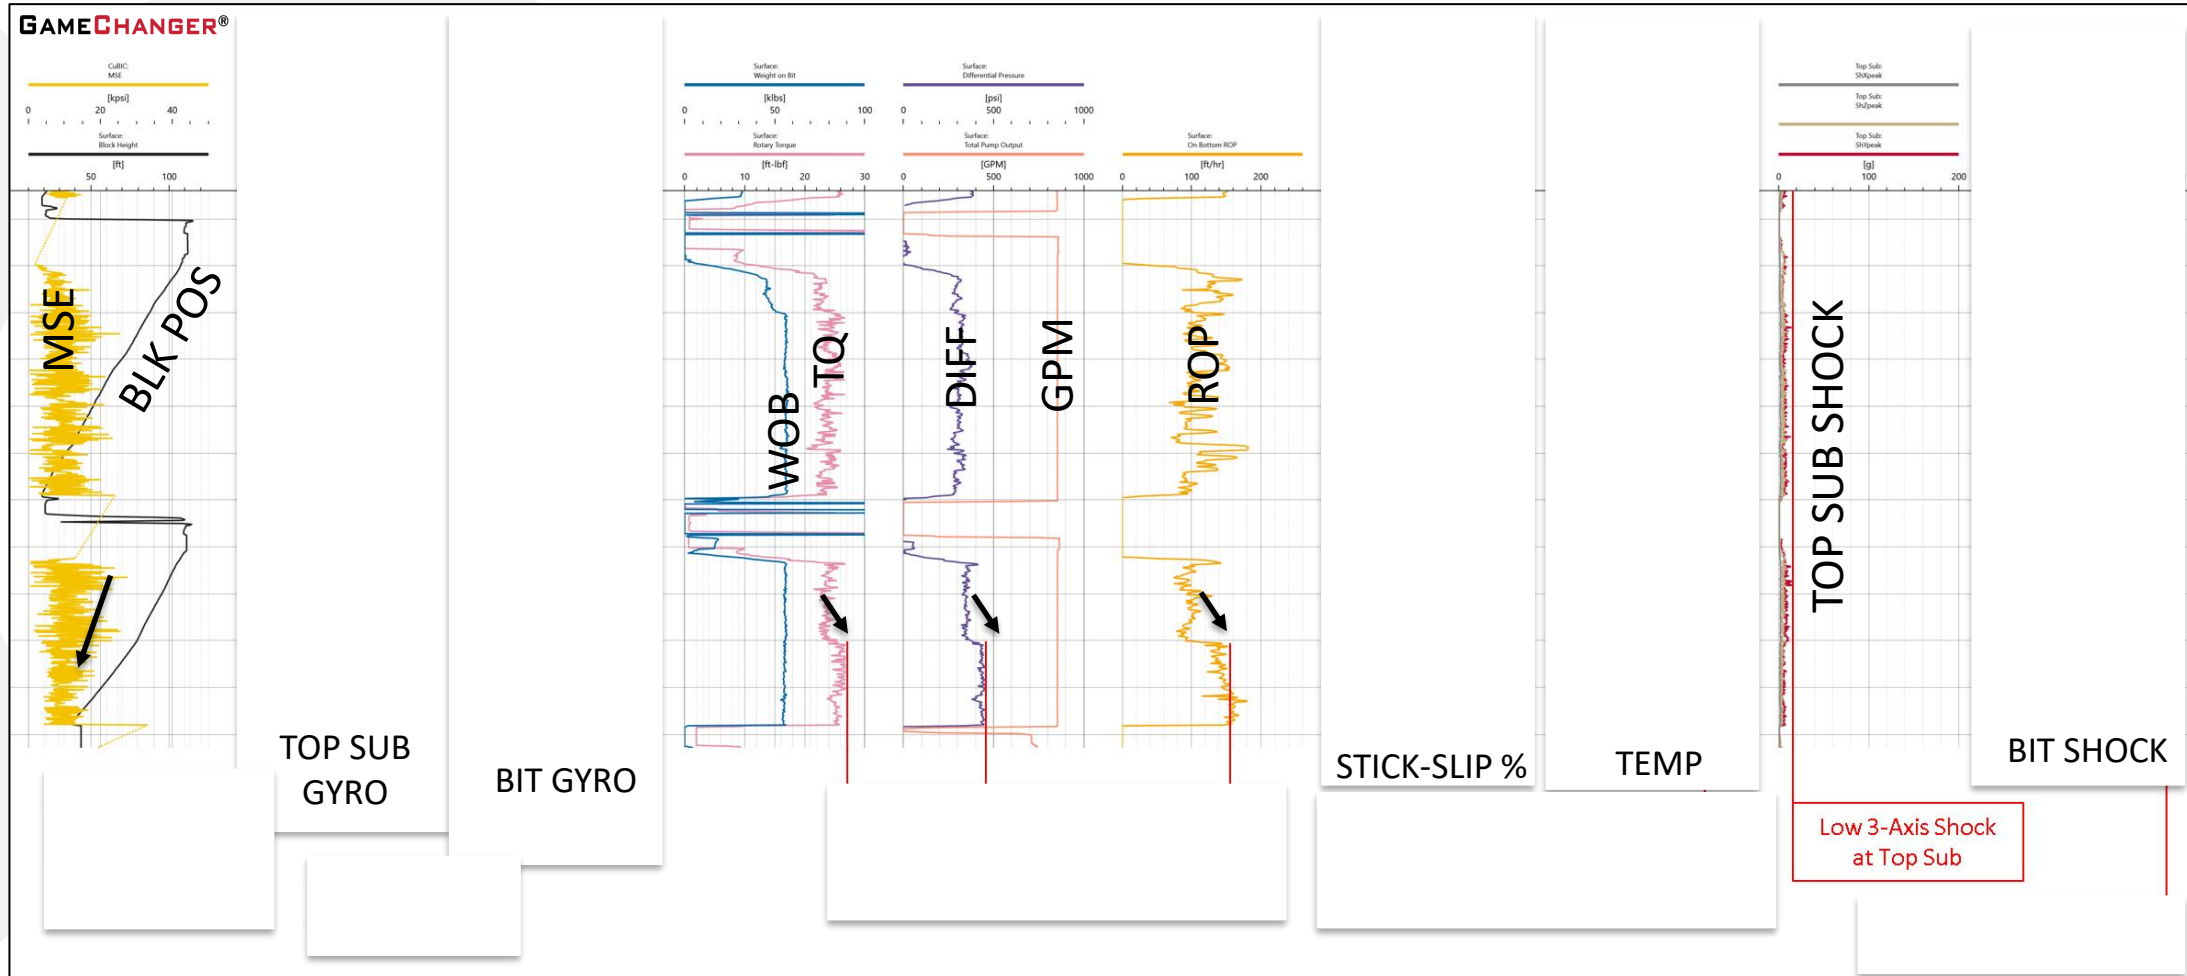 GAMECHANGER®
CuBIC:
MSE
[kpsi]
0 20 40
Surface:
Block Height
[ft]
50 100
Surface:
Weight on Bit
[klbs]
0 50 100
Surface:
Rotary Torque
[ft-lbf]
0 10 20 30
Surface:
Differential Pressure
[psi]
0 500 1000
Surface:
Total Pump Output
[GPM]
0 500 1000
Surface:
On Bottom ROP
[ft/hr]
0 100 200
Top Sub:
ShXpeak
Top Sub:
ShZpeak
Top Sub:
ShYpeak
[g]
0 100 200
MSE
BLK POS
WOB
TQ
DIFF
GPM
ROP
TOP SUB SHOCK
TOP SUB
GYRO
BIT GYRO
STICK-SLIP %
TEMP
BIT SHOCK
Low 3-Axis Shock
at Top Sub